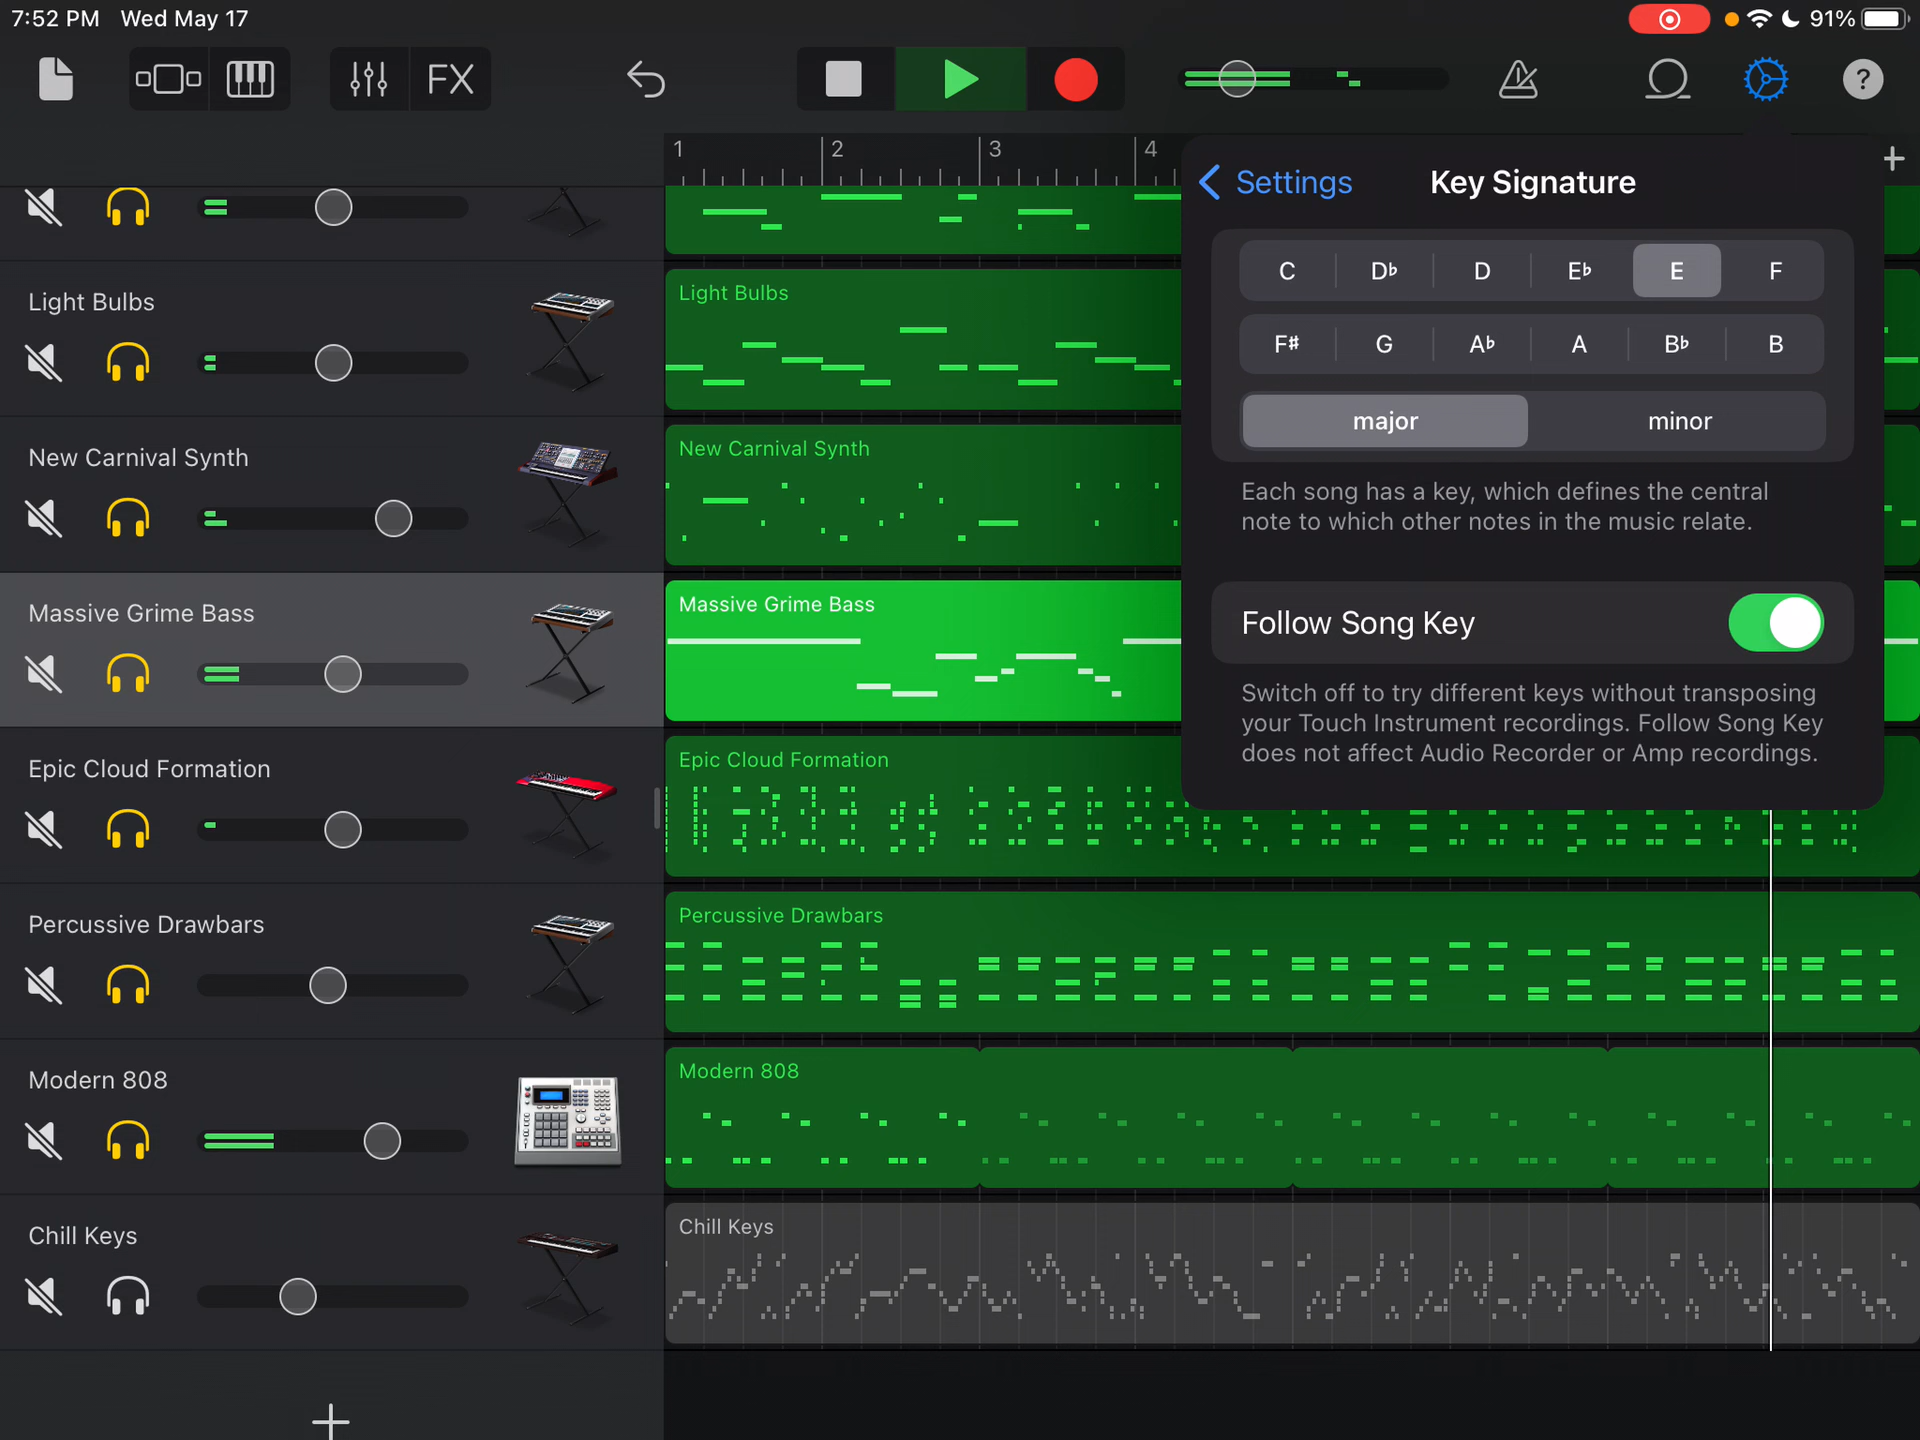 7:52 PM Wed May 17
91%
FX
?
1 2 3 4
Settings
Key Signature
C D♭ D E♭ E F
F♯ G A♭ A B♭ B
major minor
Each song has a key, which defines the central
note to which other notes in the music relate.
Follow Song Key
Switch off to try different keys without transposing
your Touch Instrument recordings. Follow Song Key
does not affect Audio Recorder or Amp recordings.
Light Bulbs
Light Bulbs
New Carnival Synth
New Carnival Synth
Massive Grime Bass
Massive Grime Bass
Epic Cloud Formation
Epic Cloud Formation
Percussive Drawbars
Percussive Drawbars
Modern 808
Modern 808
Chill Keys
Chill Keys